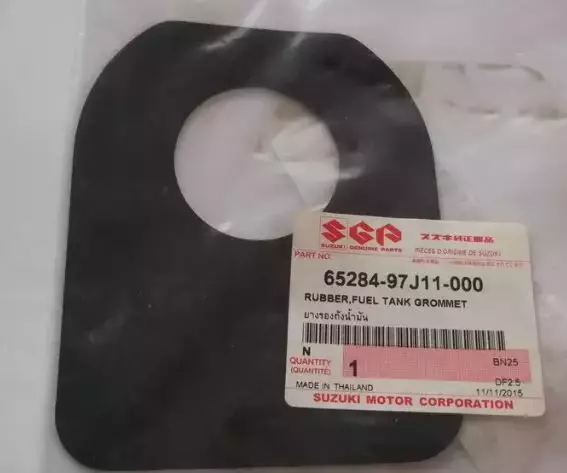 SGP スズキ純正部品
SUZUKI GENUINE PARTS PIÈCES D'ORIGINE DE SUZUKI
PART NO.
65284-97J11-000
RUBBER,FUEL TANK GROMMET
ยางรองถังน้ำมัน
N
QUANTITY 1 BN25
(QUANTITÉ)
DF2.5
MADE IN THAILAND 11/11/2015
SUZUKI MOTOR CORPORATION